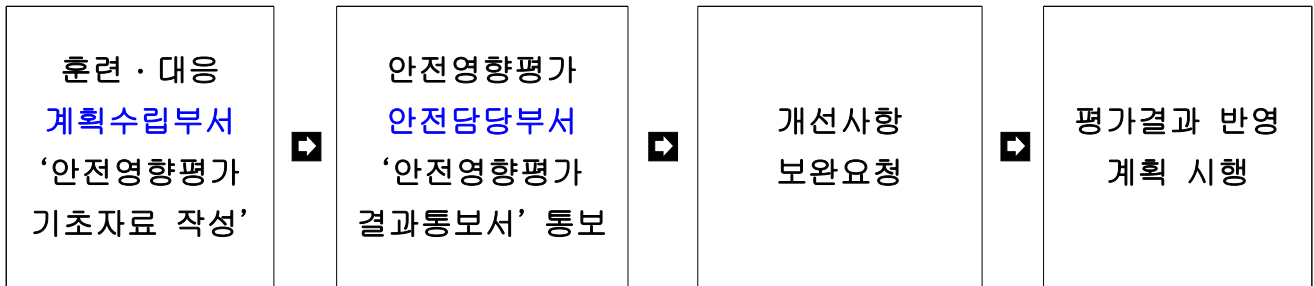 훈련 · 대응
계획수립부서
‘안전영향평가
기초자료 작성’
안전영향평가
안전담당부서
‘안전영향평가
결과통보서’ 통보
개선사항
보완요청
평가결과 반영
계획 시행